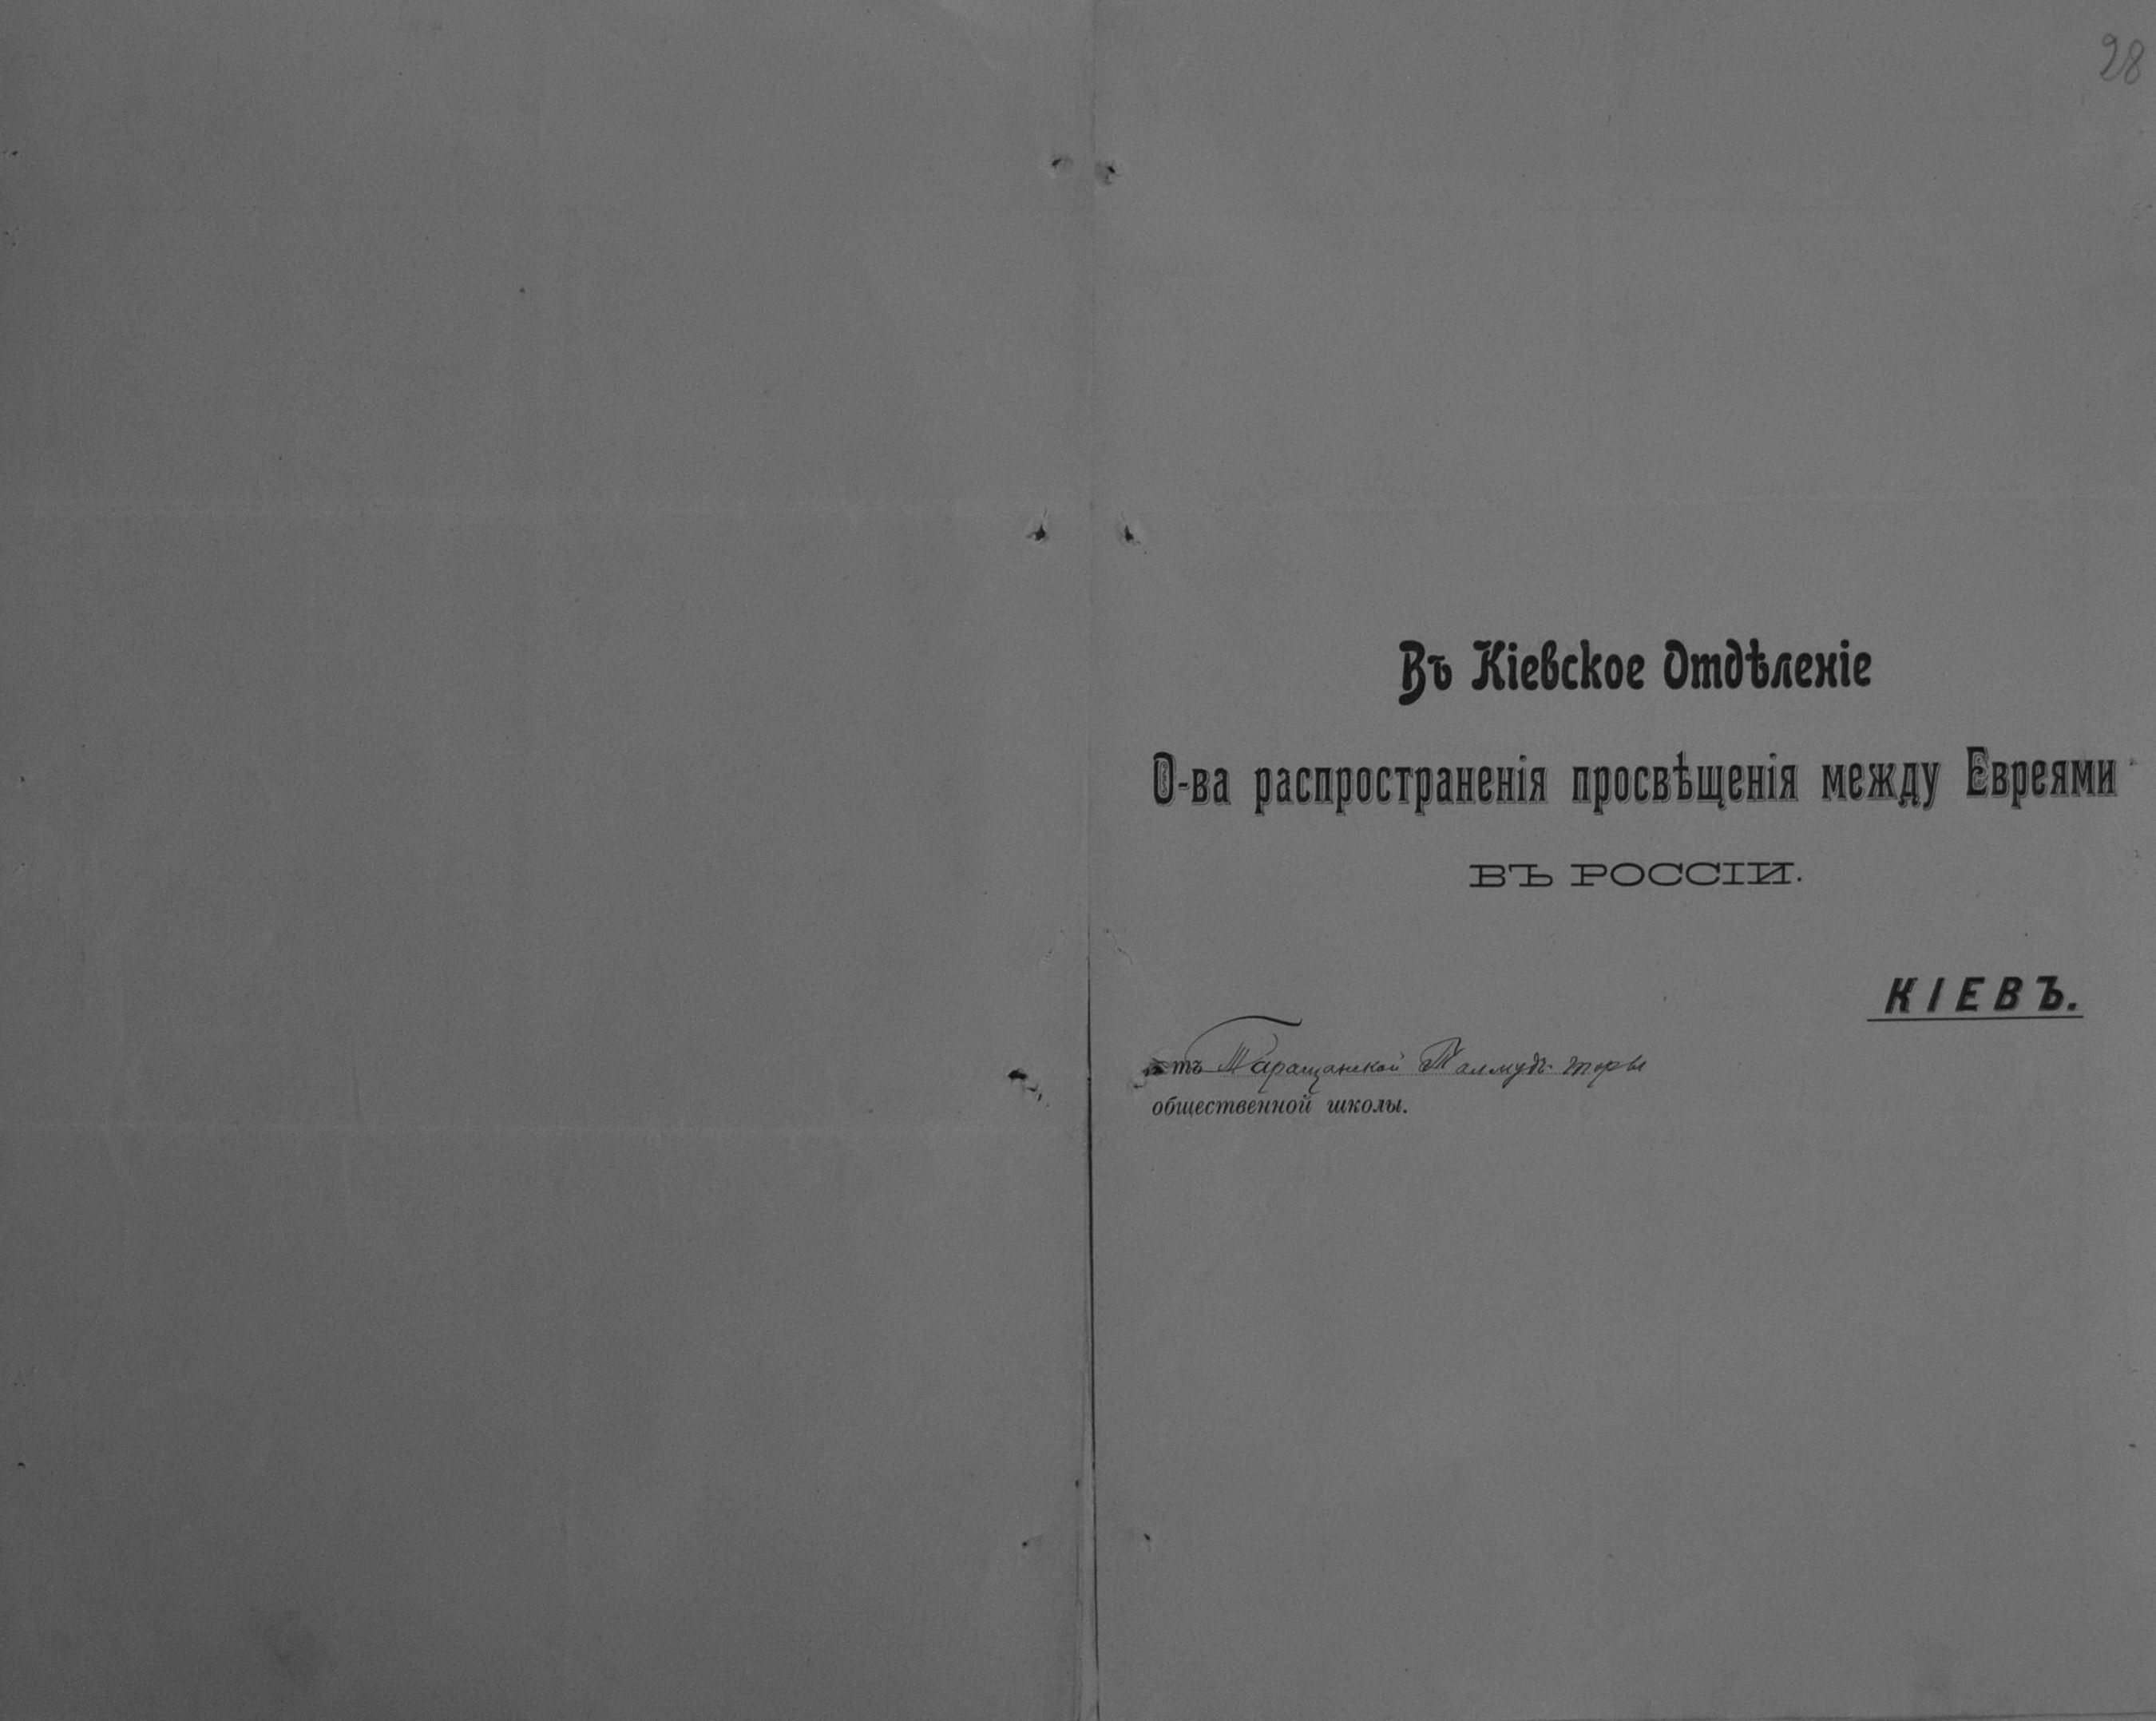 28
Въ Кіевское Отдѣленіе
О-ва распространенія просвѣщенія между Евреями
ВЪ РОССІИ.
КІЕВЪ.
отъ Таращанской Талмудъ-торы
общественной школы.